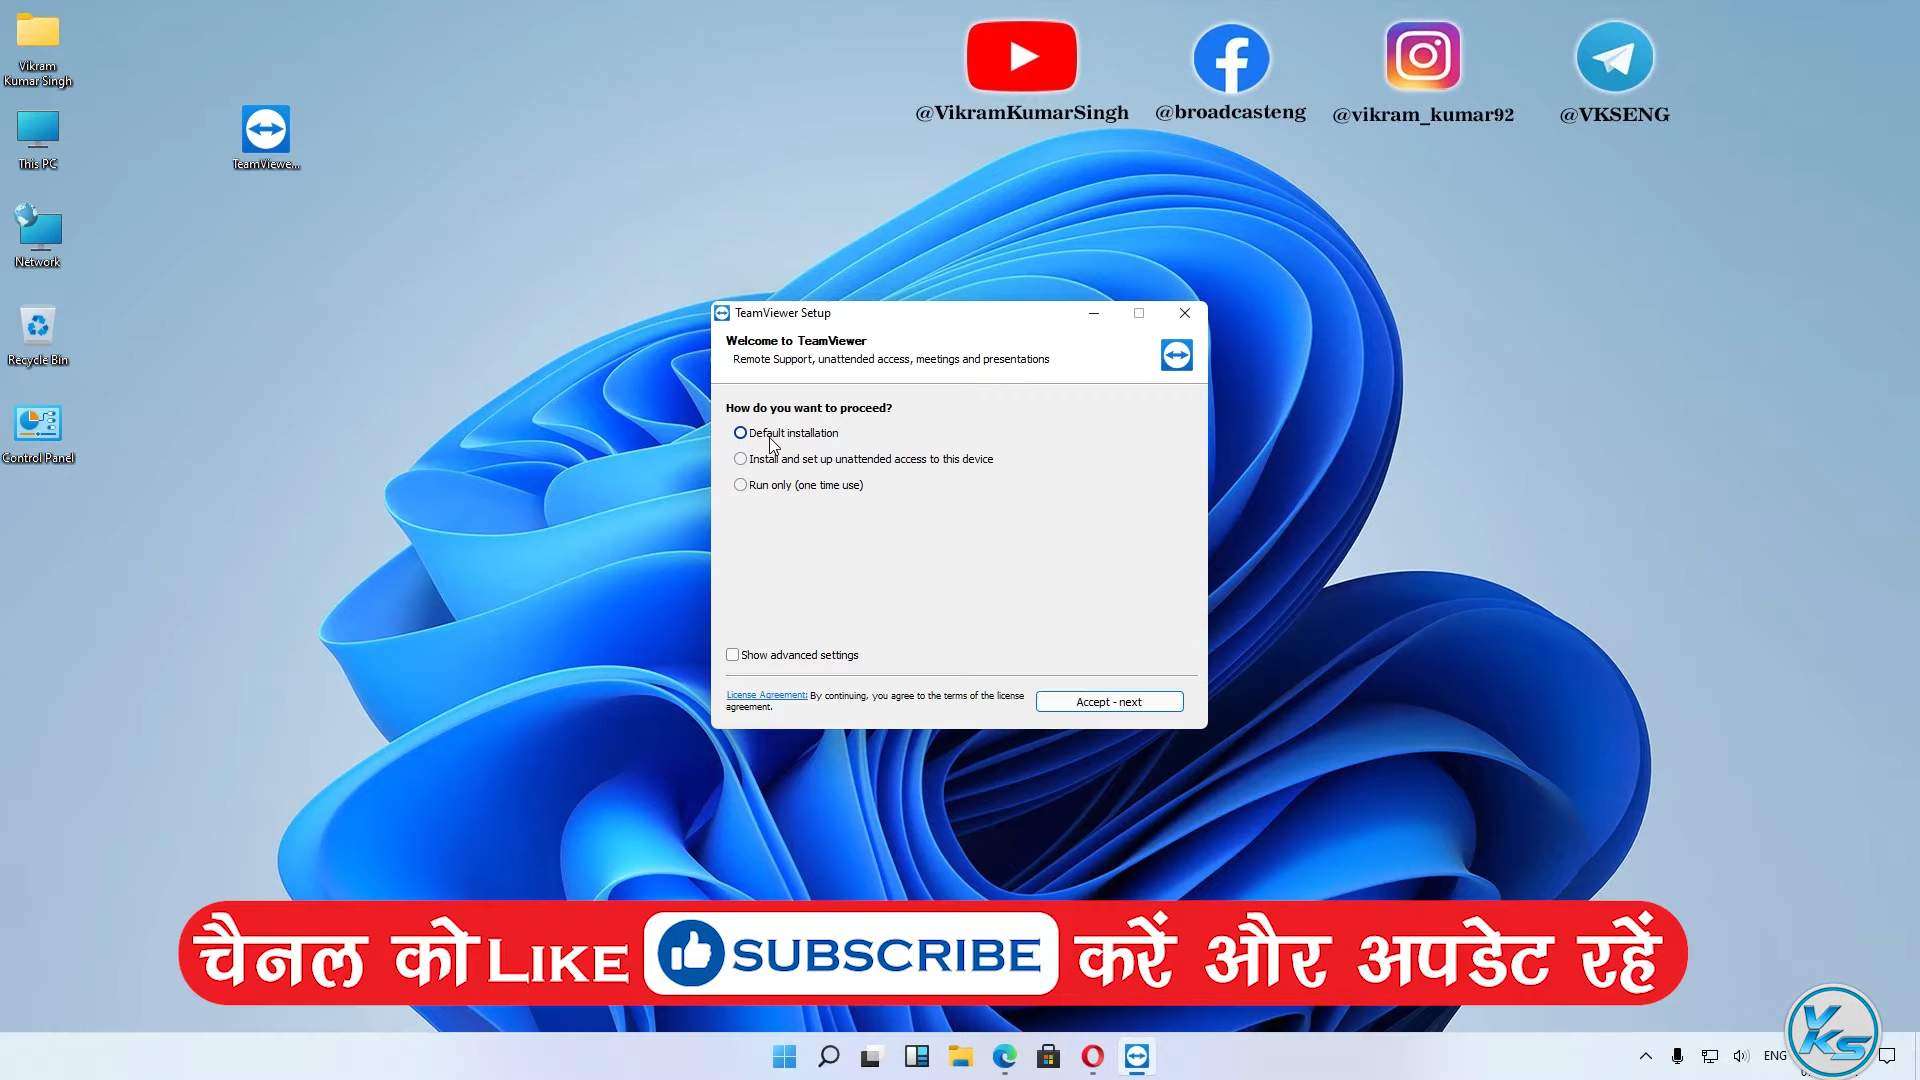 Vikram
Kumar Singh
This PC
Network
Recycle Bin
Control Panel
TeamViewe...
@VikramKumarSingh
@broadcasteng
@vikram_kumar92
@VKSENG
TeamViewer Setup
Welcome to TeamViewer
Remote Support, unattended access, meetings and presentations
How do you want to proceed?
Default installation
Install and set up unattended access to this device
Run only (one time use)
Show advanced settings
License Agreement: By continuing, you agree to the terms of the license
agreement.
Accept - next
चैनल को LIKE SUBSCRIBE करें और अपडेट रहें
ENG
VKS